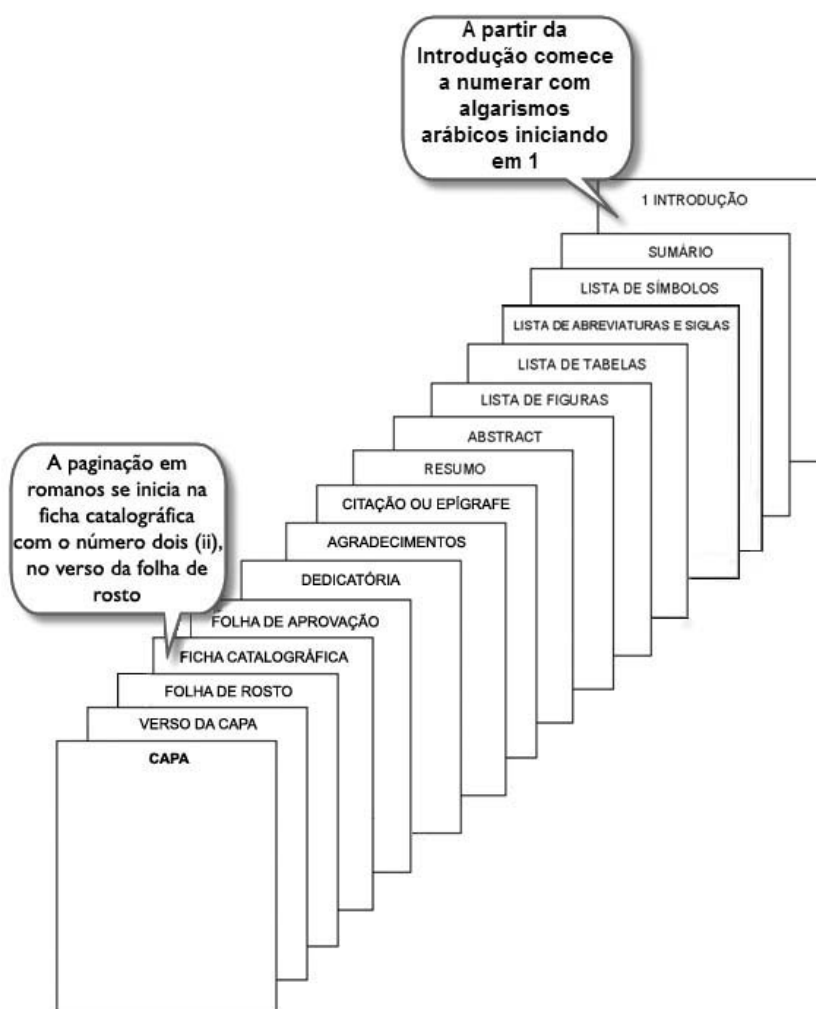 A partir da
Introdução comece
a numerar com
algarismos
arábicos iniciando
em 1
1 INTRODUÇÃO
SUMÁRIO
LISTA DE SÍMBOLOS
LISTA DE ABREVIATURAS E SIGLAS
LISTA DE TABELAS
LISTA DE FIGURAS
ABSTRACT
RESUMO
CITAÇÃO OU EPÍGRAFE
AGRADECIMENTOS
DEDICATÓRIA
FOLHA DE APROVAÇÃO
FICHA CATALOGRÁFICA
FOLHA DE ROSTO
VERSO DA CAPA
CAPA
A paginação em
romanos se inicia na
ficha catalográfica
com o número dois (ii),
no verso da folha de
rosto